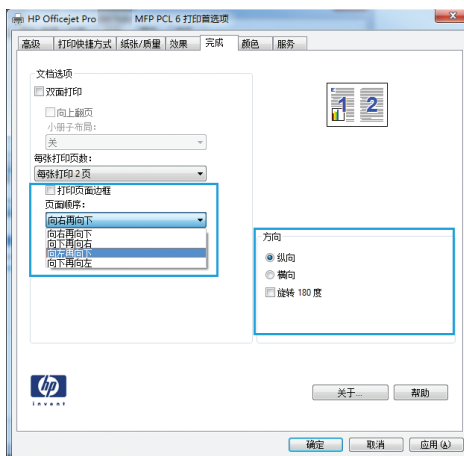 HP Officejet Pro MFP PCL 6 打印首选项
高级 打印快捷方式 纸张/质量 效果 完成 颜色 服务
文档选项
双面打印
向上翻页
小册子布局:
关
每张打印页数:
每张打印 2 页
打印页面边框
页面顺序:
向右再向下
向右再向下
向下再向右
向左再向下
向下再向左
1 2
方向
纵向
横向
旋转 180 度
hp
invent
关于... 帮助
确定 取消 应用(A)